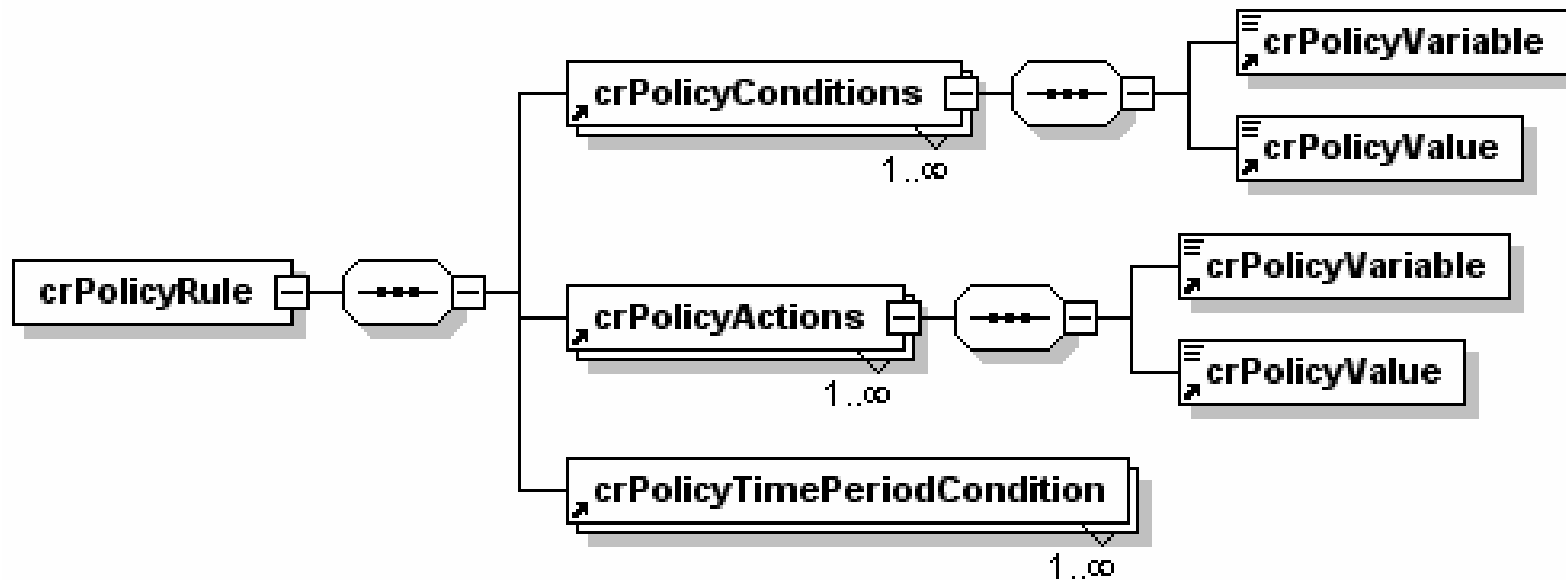 crPolicyVariable
crPolicyConditions
1..∞
crPolicyValue
crPolicyRule
crPolicyVariable
crPolicyActions
1..∞
crPolicyValue
crPolicyTimePeriodCondition
1..∞